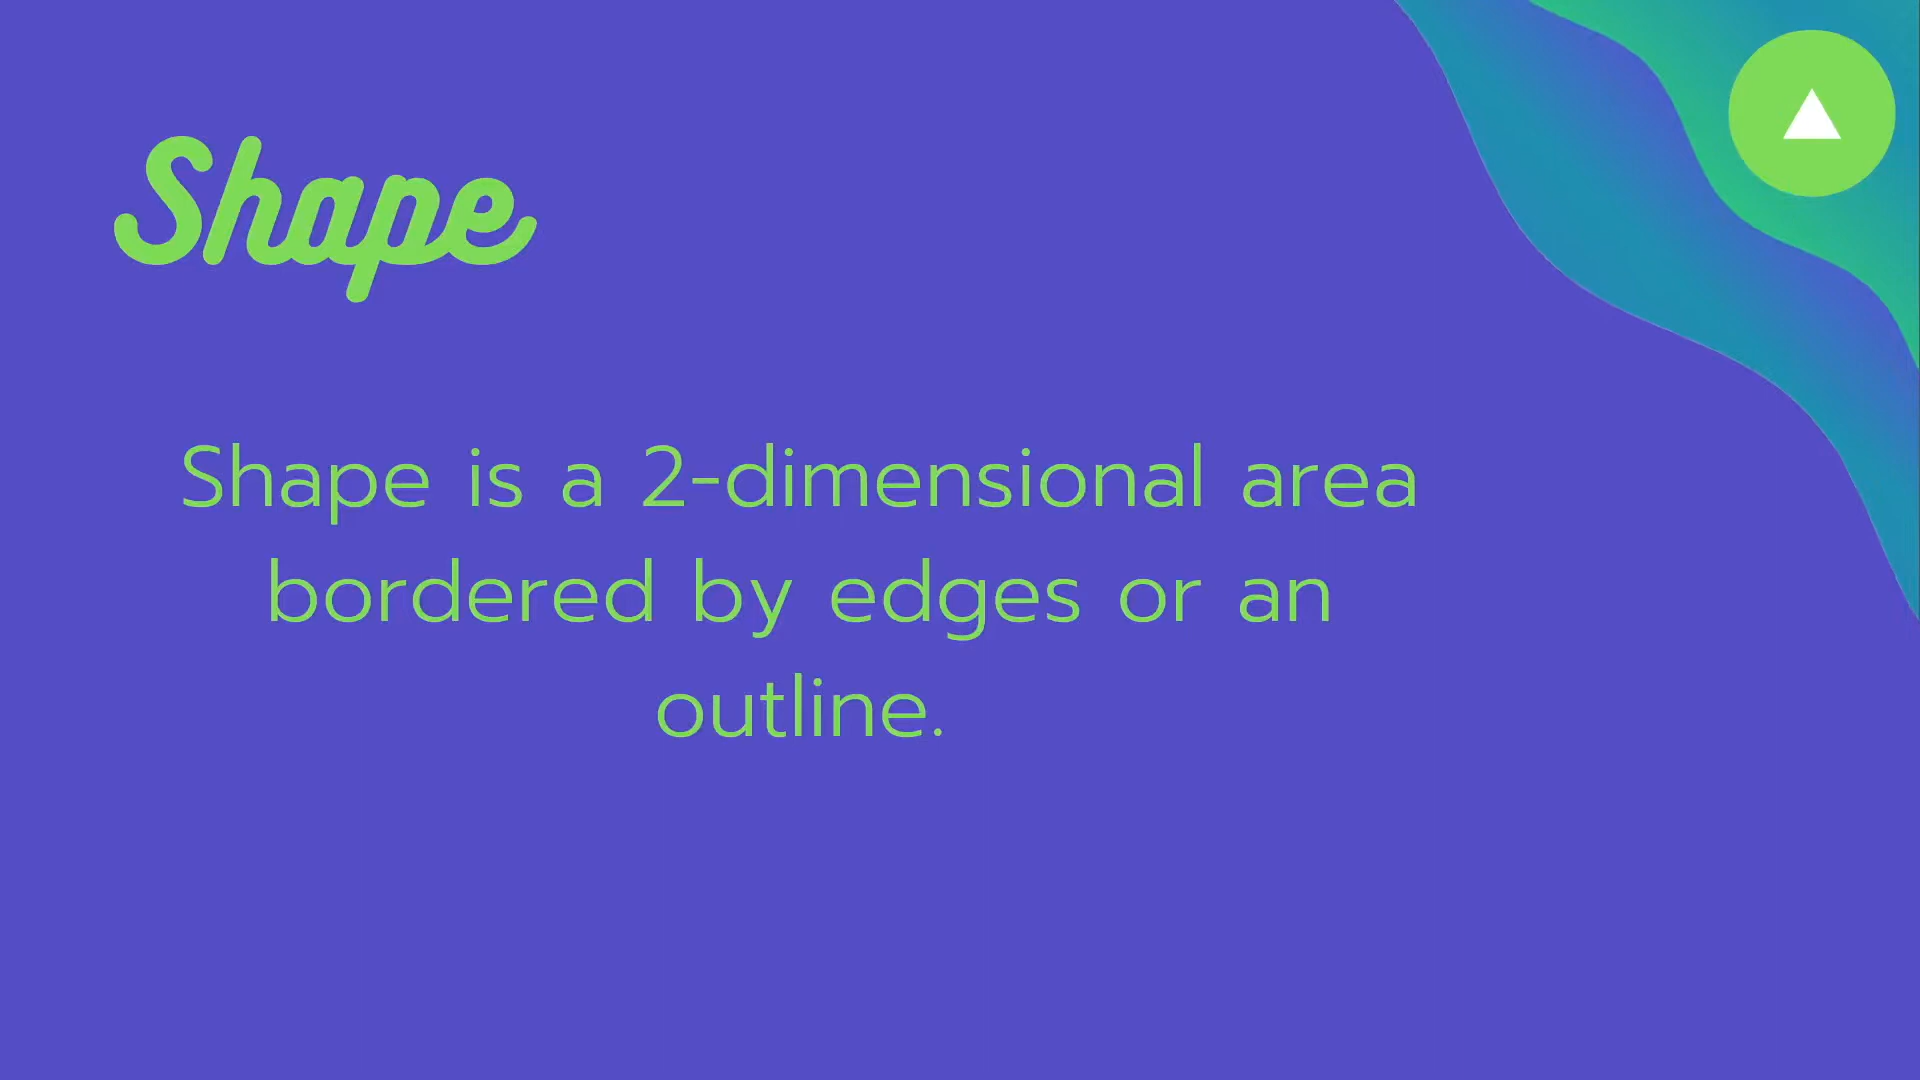 Shape
Shape is a 2-dimensional area
bordered by edges or an
outline.